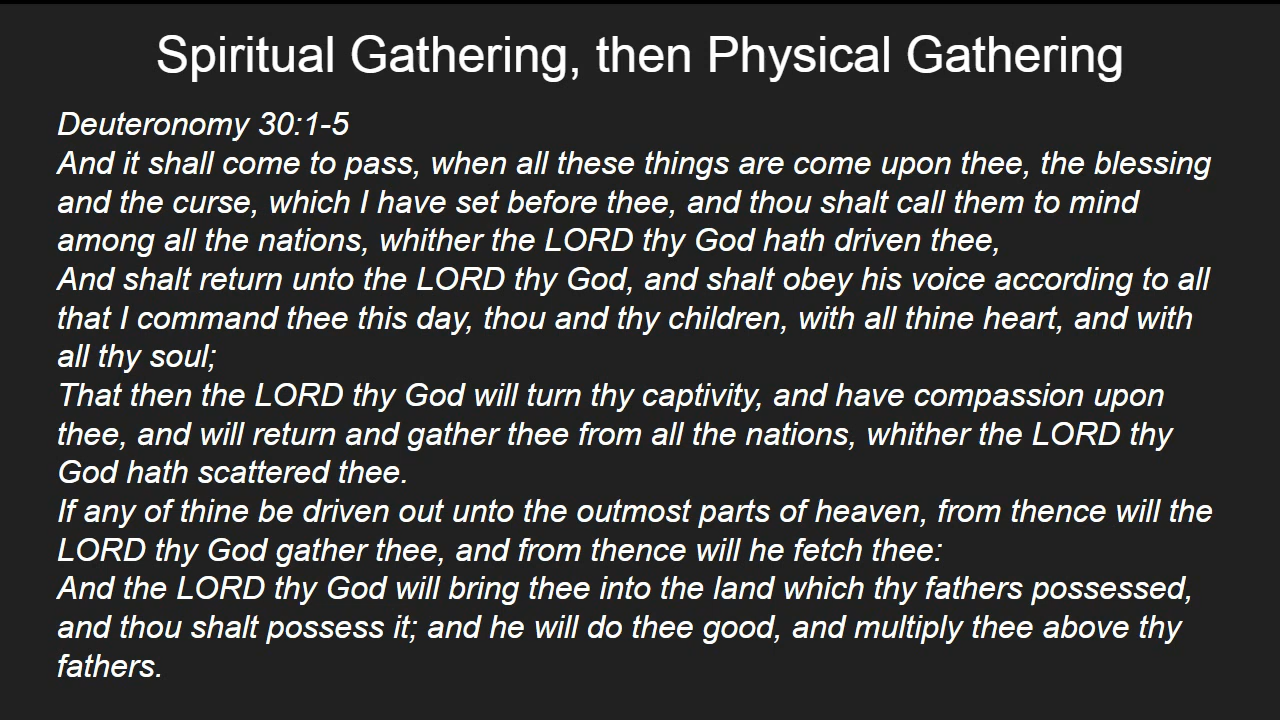 Spiritual Gathering, then Physical Gathering
Deuteronomy 30:1-5
And it shall come to pass, when all these things are come upon thee, the blessing
and the curse, which I have set before thee, and thou shalt call them to mind
among all the nations, whither the LORD thy God hath driven thee,
And shalt return unto the LORD thy God, and shalt obey his voice according to all
that I command thee this day, thou and thy children, with all thine heart, and with
all thy soul;
That then the LORD thy God will turn thy captivity, and have compassion upon
thee, and will return and gather thee from all the nations, whither the LORD thy
God hath scattered thee.
If any of thine be driven out unto the outmost parts of heaven, from thence will the
LORD thy God gather thee, and from thence will he fetch thee:
And the LORD thy God will bring thee into the land which thy fathers possessed,
and thou shalt possess it; and he will do thee good, and multiply thee above thy
fathers.